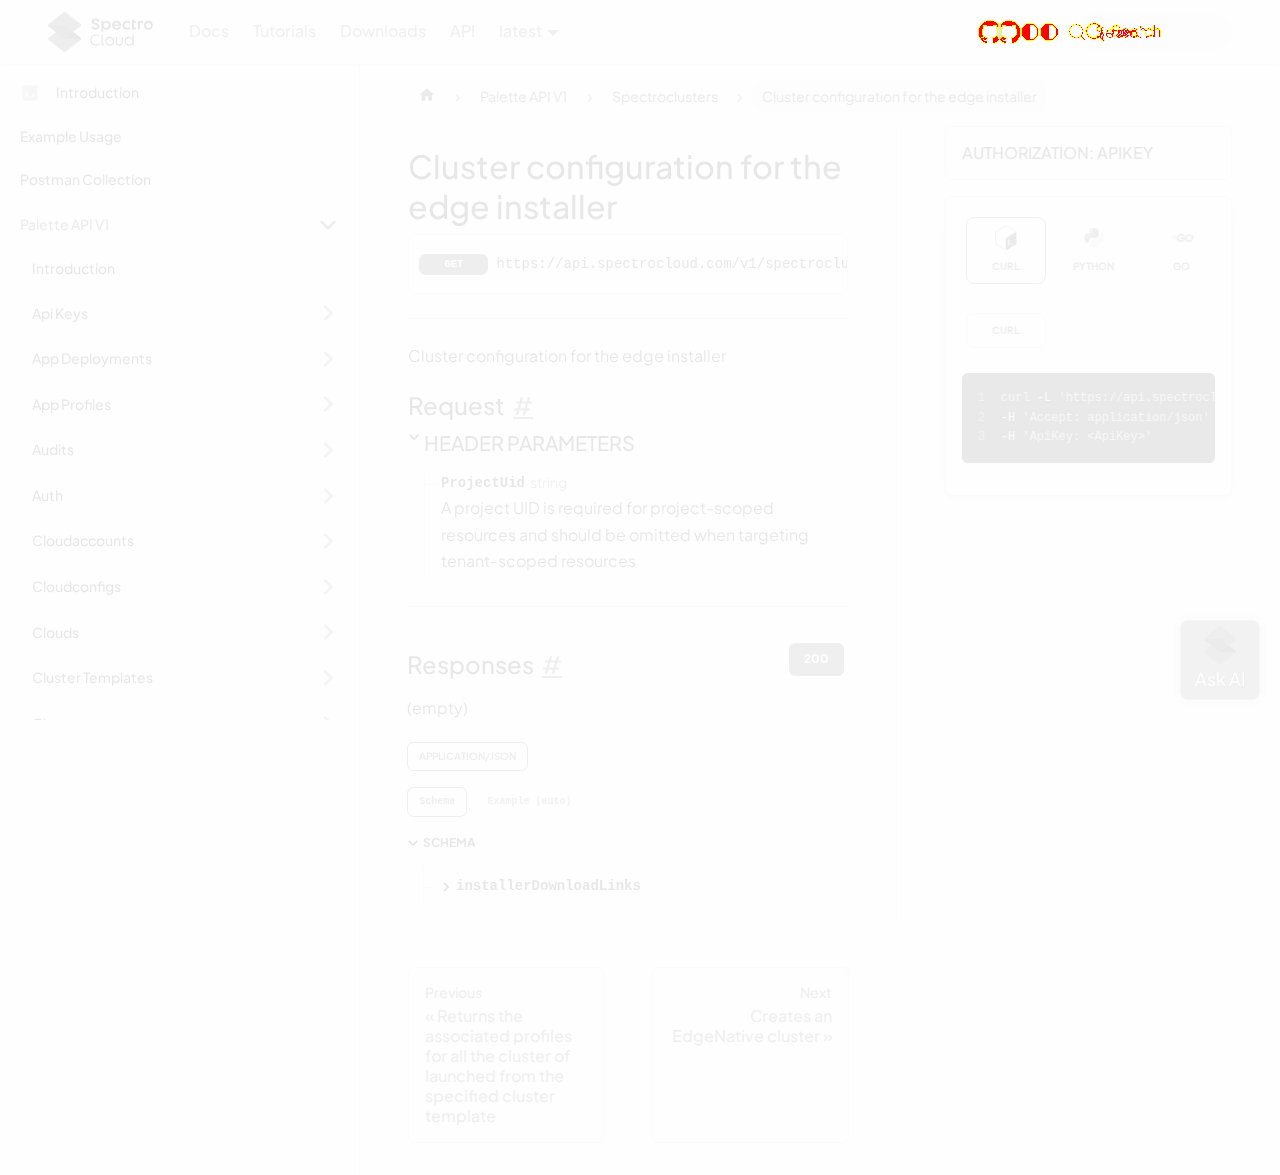 Spectro
Cloud
Docs
Tutorials
Downloads
API
latest
Introduction
Example Usage
Postman Collection
Palette API V1
Introduction
Api Keys
App Deployments
App Profiles
Audits
Auth
Cloudaccounts
Cloudconfigs
Clouds
Cluster Templates
Palette API V1
Spectroclusters
Cluster configuration for the edge installer
Cluster configuration for the
edge installer
GET https://api.spectrocloud.com/v1/spectroclu
Cluster configuration for the edge installer
Request #
HEADER PARAMETERS
ProjectUid string
A project UID is required for project-scoped
resources and should be omitted when targeting
tenant-scoped resources
Responses #
200
(empty)
APPLICATION/JSON
Schema
Example (auto)
SCHEMA
installerDownloadLinks
Previous
« Returns the
associated profiles
for all the cluster of
launched from the
specified cluster
template
Next
Creates an
EdgeNative cluster »
AUTHORIZATION: APIKEY
CURL
PYTHON
GO
GO
CURL
1 curl -L 'https://api.spectrocl
2 -H 'Accept: application/json'
3 -H 'ApiKey: <ApiKey>'
Ask AI